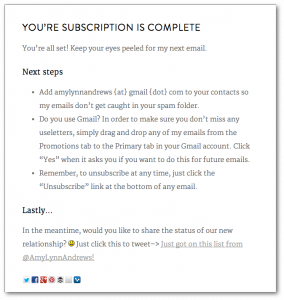 YOU'RE SUBSCRIPTION IS COMPLETE
You're all set! Keep your eyes peeled for my next email.
Next steps
• Add amylynnandrews {at} gmail {dot} com to your contacts so
my emails don't get caught in your spam folder.
• Do you use Gmail? In order to make sure you don't miss any
useletters, simply drag and drop any of my emails from the
Promotions tab to the Primary tab in your Gmail account. Click
“Yes” when it asks you if you want to do this for future emails.
• Remember, to unsubscribe at any time, just click the
“Unsubscribe” link at the bottom of any email.
Lastly...
In the meantime, would you like to share the status of our new
relationship? Just click this to tweet–> Just got on this list from
@AmyLynnAndrews!